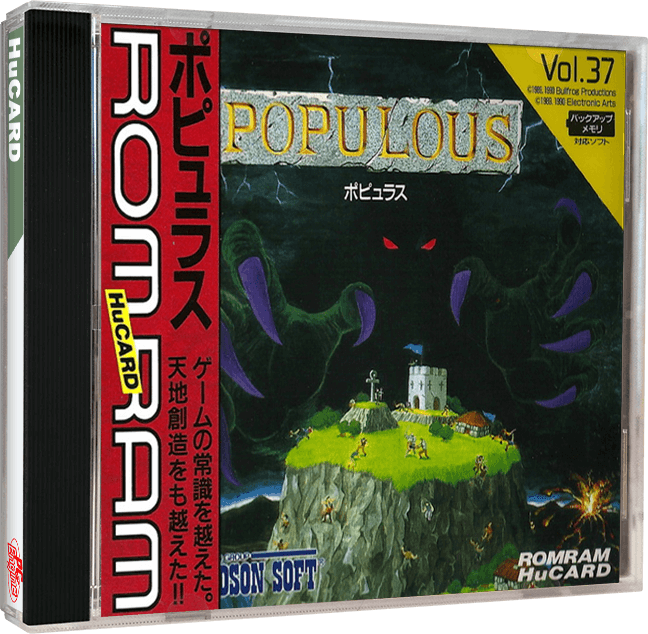 HuCARD
ポピュラス
ROMRAM
HuCARD
ゲームの常識を越えた。
天地創造をも越えた!!
Vol.37
©1989, 1990 Bullfrog Productions
©1989, 1990 Electronic Arts
バックアップ
メモリ
対応ソフト
POPULOUS
ポピュラス
GROUP
DSON SOFT®
ROMRAM
HuCARD